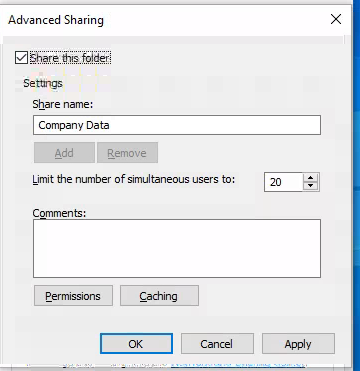 Advanced Sharing
Share this folder
Settings
Share name:
Company Data
Add Remove
Limit the number of simultaneous users to: 20
Comments:
Permissions Caching
OK Cancel Apply